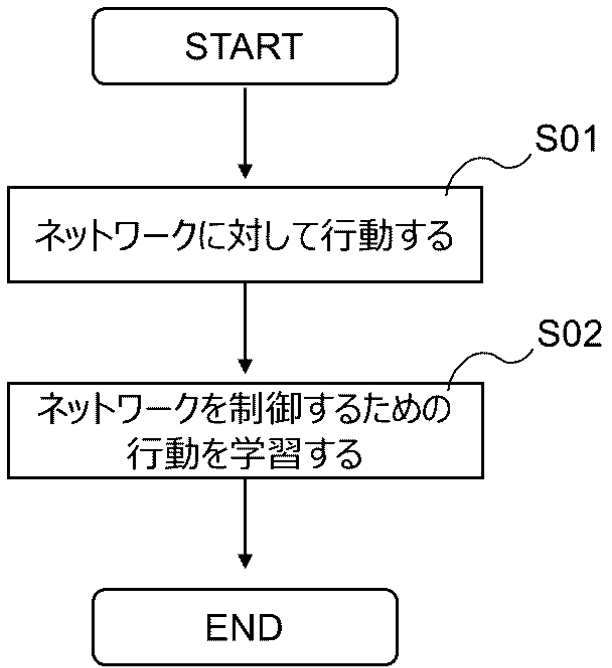 START
S01
ネットワークに対して行動する
S02
ネットワークを制御するための
行動を学習する
END